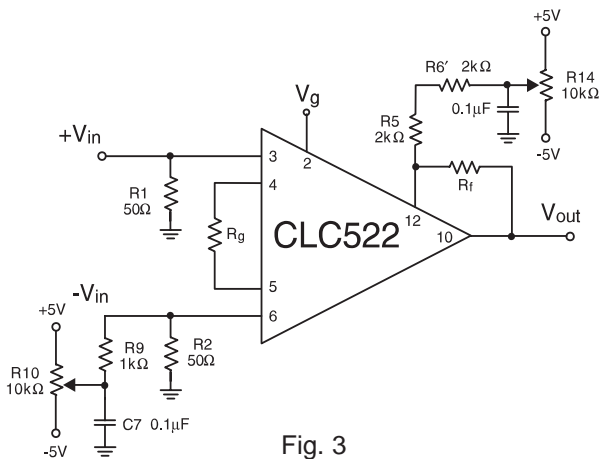 +5V
R6′ 2kΩ
R14
10kΩ
0.1µF
-5V
Vg
R5
2kΩ
+Vin
3
2
4
R1
50Ω
Rf
12
Rg
CLC522
10
Vout
5
-Vin
6
+5V
R9
1kΩ
R2
50Ω
R10
10kΩ
C7 0.1µF
-5V
Fig. 3